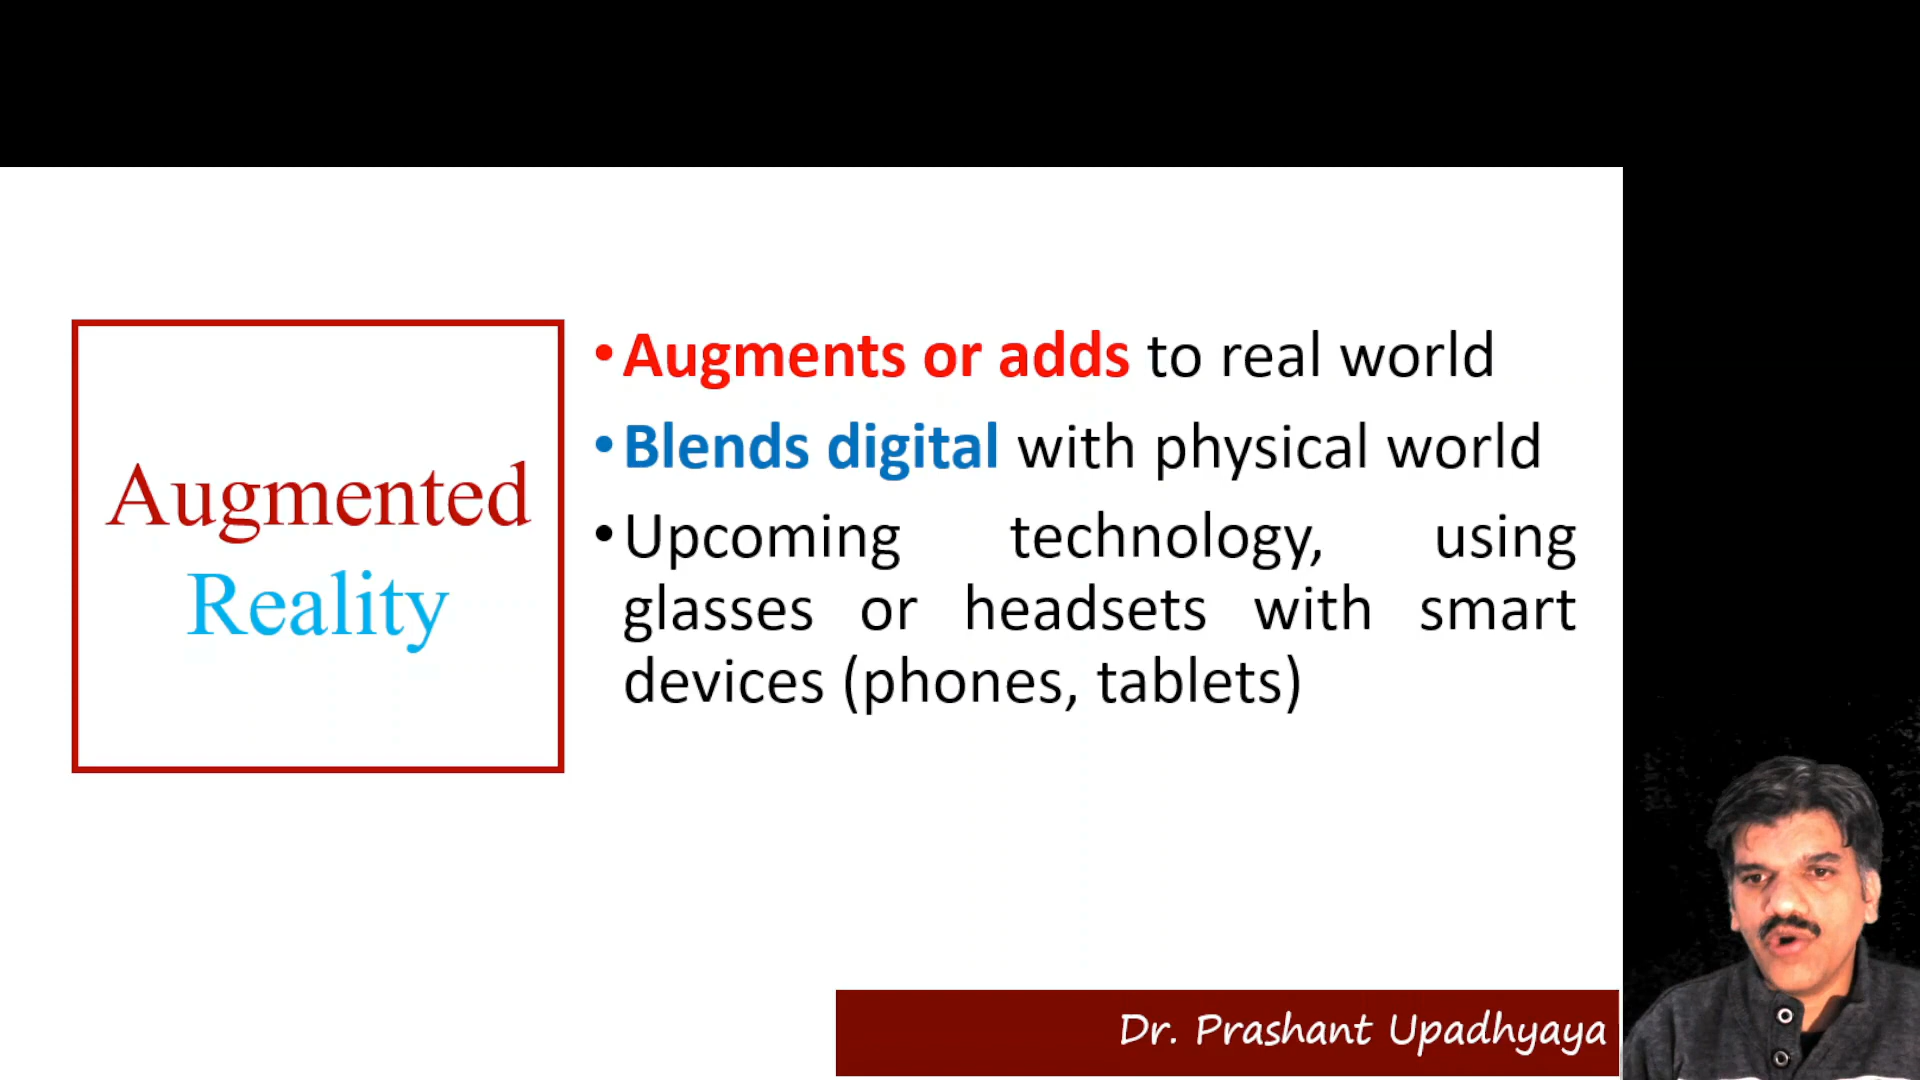 Augmented
Reality
•Augments or adds to real world
•Blends digital with physical world
•Upcoming technology, using
glasses or headsets with smart
devices (phones, tablets)
Dr. Prashant Upadhyaya